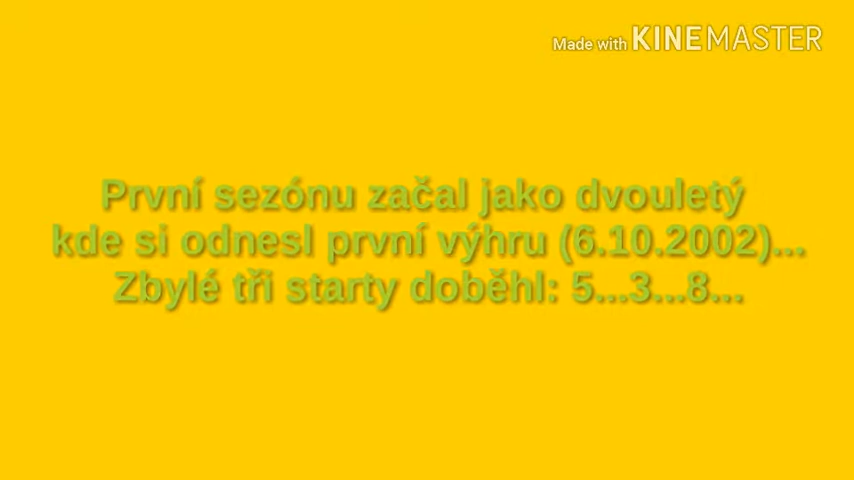 Made with KINEMASTER
První sezónu začal jako dvouletý
kde si odnesl první výhru (6.10.2002)...
Zbylé tři starty doběhl: 5...3...8...